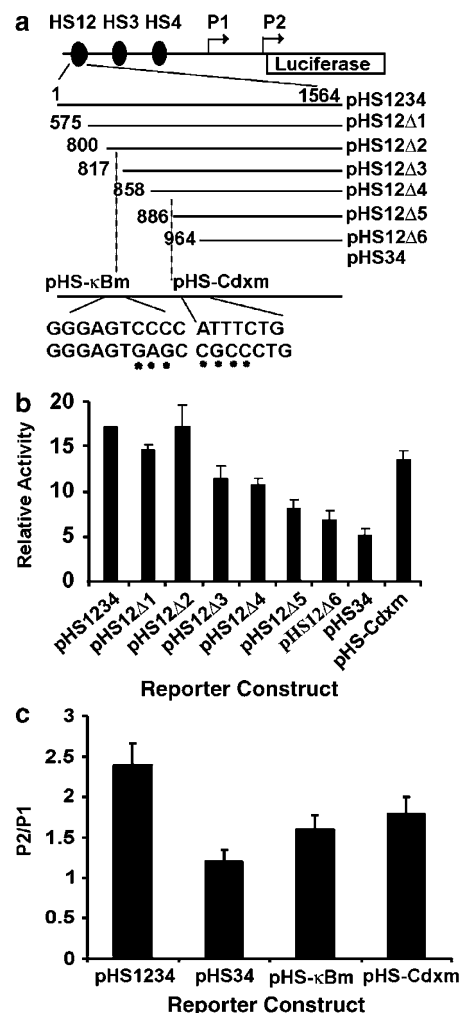 a
HS12 HS3 HS4 P1 P2
Luciferase
1 1564 pHS1234
575 pHS12Δ1
800 pHS12Δ2
817 pHS12Δ3
858 pHS12Δ4
886 pHS12Δ5
964 pHS12Δ6
pHS34
pHS-κBm pHS-Cdxm
GGGAGTCCCC ATTTCTG
GGGAGTGAGC CGCCCTG
* * * * * * *
b
Relative Activity
20
15
10
5
0
pHS1234 pHS12Δ1 pHS12Δ2 pHS12Δ3 pHS12Δ4 pHS12Δ5 pHS12Δ6 pHS34 pHS-Cdxm
Reporter Construct
c
P2/P1
3
2.5
2
1.5
1
0.5
0
pHS1234 pHS34 pHS-κBm pHS-Cdxm
Reporter Construct